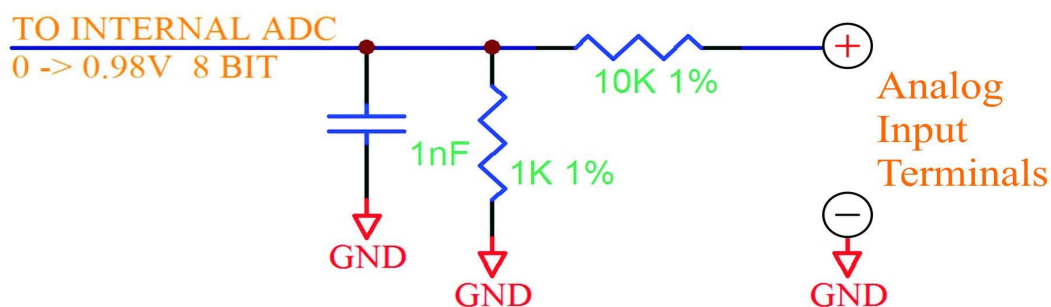 TO INTERNAL ADC
0 -> 0.98V 8 BIT
10K 1%
+
Analog
Input
Terminals
1nF
1K 1%
−
GND
GND
GND